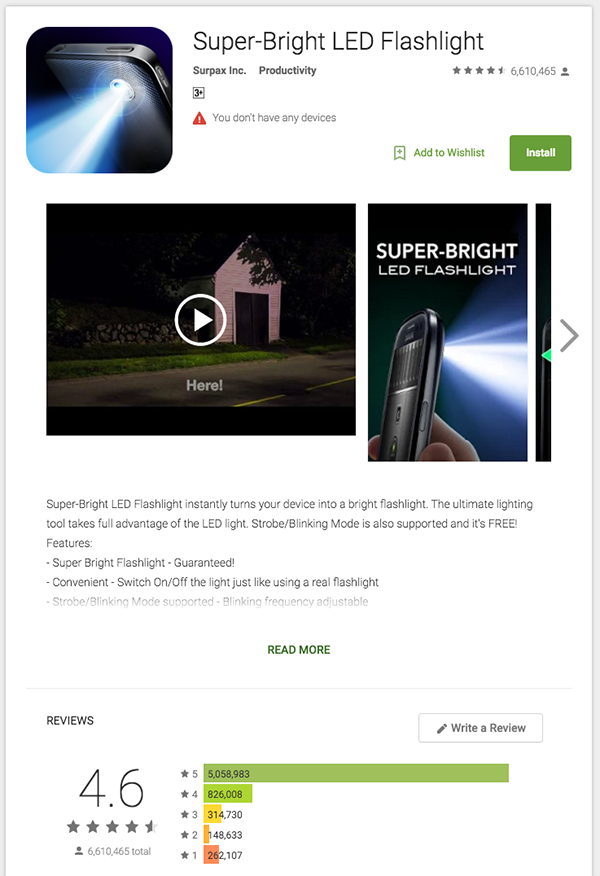 Super-Bright LED Flashlight
Surpax Inc. Productivity
6,610,465
3+
You don't have any devices
Add to Wishlist
Install
Here!
SUPER-BRIGHT
LED FLASHLIGHT
Super-Bright LED Flashlight instantly turns your device into a bright flashlight. The ultimate lighting
tool takes full advantage of the LED light. Strobe/Blinking Mode is also supported and it's FREE!
Features:
- Super Bright Flashlight - Guaranteed!
- Convenient - Switch On/Off the light just like using a real flashlight
- Strobe/Blinking Mode supported - Blinking frequency adjustable
READ MORE
REVIEWS
Write a Review
4.6
6,610,465 total
5 5,058,983
4 826,008
3 314,730
2 148,633
1 262,107